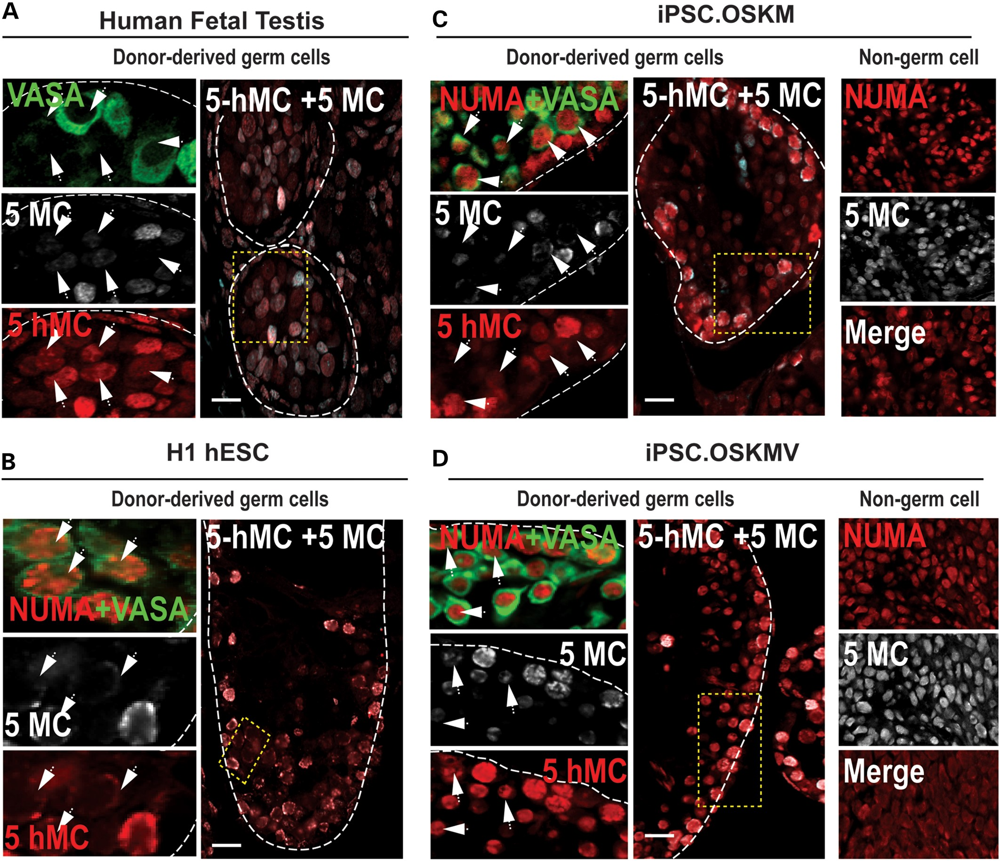 A
Human Fetal Testis
Donor-derived germ cells
VASA
5-hMC +5 MC
5 MC
5 hMC
C
iPSC.OSKM
Donor-derived germ cells
Non-germ cell
NUMA+VASA
5-hMC +5 MC
NUMA
5 MC
5 MC
5 hMC
Merge
B
H1 hESC
Donor-derived germ cells
5-hMC +5 MC
NUMA+VASA
5 MC
5 hMC
D
iPSC.OSKMV
Donor-derived germ cells
Non-germ cell
NUMA+VASA
5-hMC +5 MC
NUMA
5 MC
5 MC
5 hMC
Merge